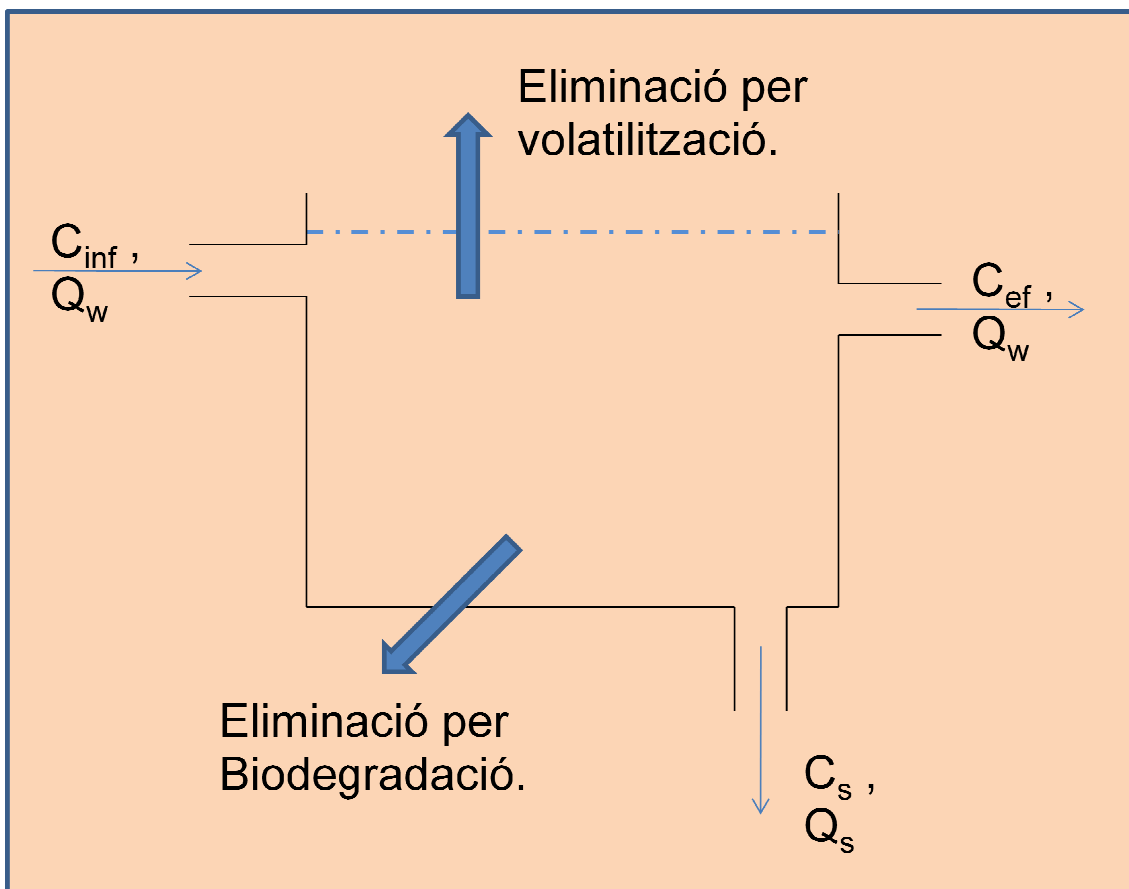 Eliminació per
volatilització.
C_inf ,
Q_w
C_ef ,
Q_w
Eliminació per
Biodegradació.
C_s ,
Q_s